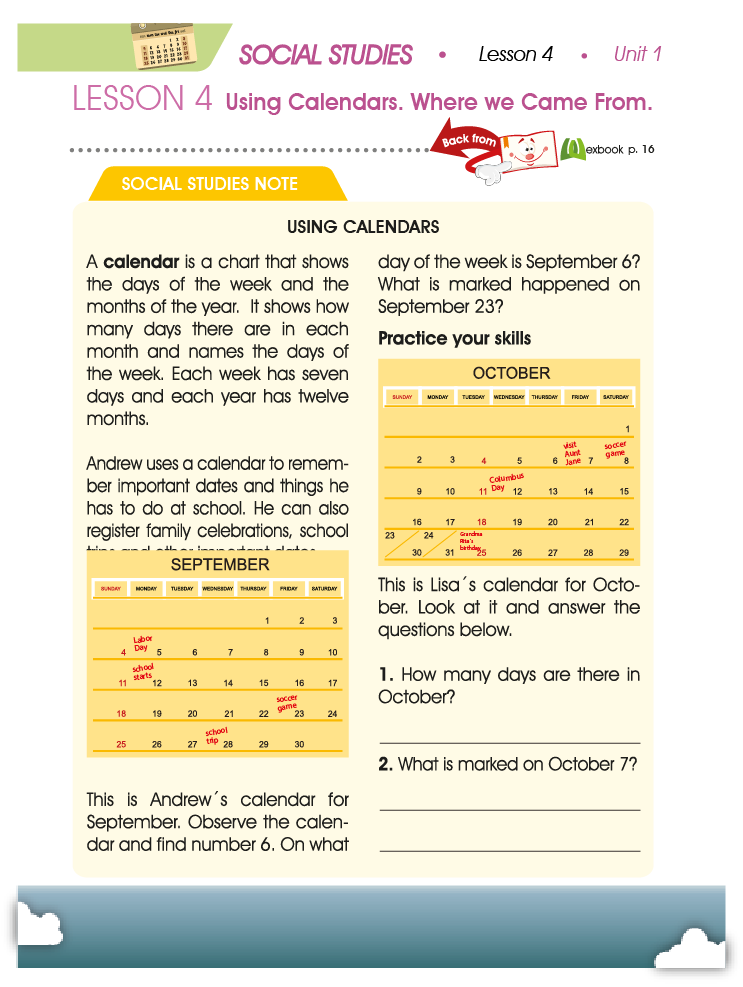 SOCIAL STUDIES • Lesson 4 • Unit 1
LESSON 4 Using Calendars. Where we Came From.
Back from
exbook p. 16
SOCIAL STUDIES NOTE
USING CALENDARS
A calendar is a chart that shows
the days of the week and the
months of the year. It shows how
many days there are in each
month and names the days of
the week. Each week has seven
days and each year has twelve
months.
Andrew uses a calendar to remem-
ber important dates and things he
has to do at school. He can also
register family celebrations, school
trips and other important dates.
SEPTEMBER
SUNDAY MONDAY TUESDAY WEDNESDAY THURSDAY FRIDAY SATURDAY
1 2 3
Labor
Day
4 5 6 7 8 9 10
school
starts
11 12 13 14 15 16 17
soccer
game
18 19 20 21 22 23 24
school
trip
25 26 27 28 29 30
This is Andrew´s calendar for
September. Observe the calen-
dar and find number 6. On what
day of the week is September 6?
What is marked happened on
September 23?
Practice your skills
OCTOBER
SUNDAY MONDAY TUESDAY WEDNESDAY THURSDAY FRIDAY SATURDAY
1
visit
Aunt
Jane
soccer
game
2 3 4 5 6 7 8
Columbus
Day
9 10 11 12 13 14 15
16 17 18 19 20 21 22
23 24
Grandma
Rita's
birthday
30 31 25 26 27 28 29
This is Lisa´s calendar for Octo-
ber. Look at it and answer the
questions below.
1. How many days are there in
October?
2. What is marked on October 7?